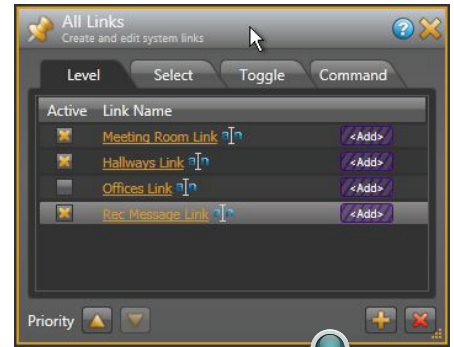 All Links
Create and edit system links
Level Select Toggle Command
Active Link Name
Meeting Room Link <Add>
Hallways Link <Add>
Offices Link <Add>
Rec Message Link <Add>
Priority